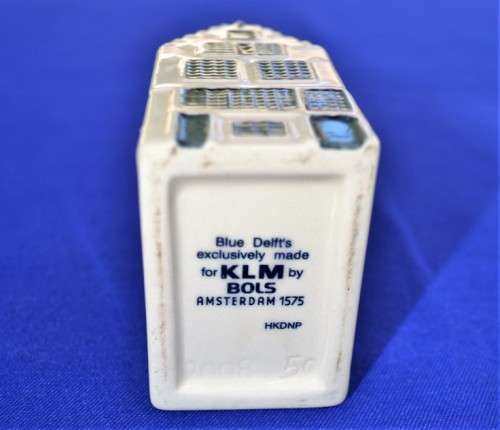 Blue Delft's
exclusively made
for KLM by
BOLS
AMSTERDAM 1575
HKDNP